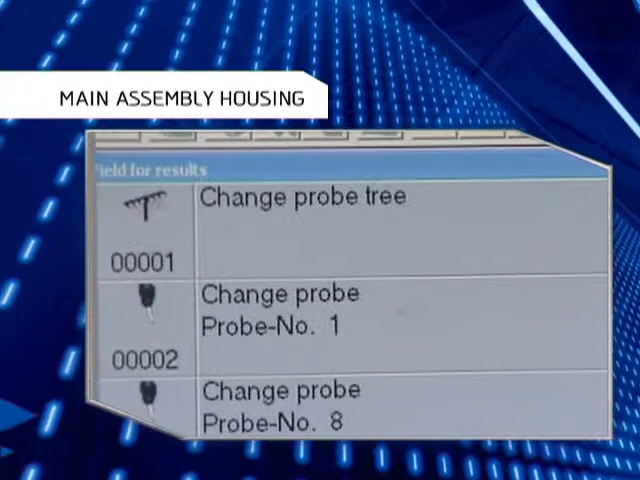 MAIN ASSEMBLY HOUSING
Field for results
Change probe tree
00001
Change probe
Probe-No. 1
00002
Change probe
Probe-No. 8